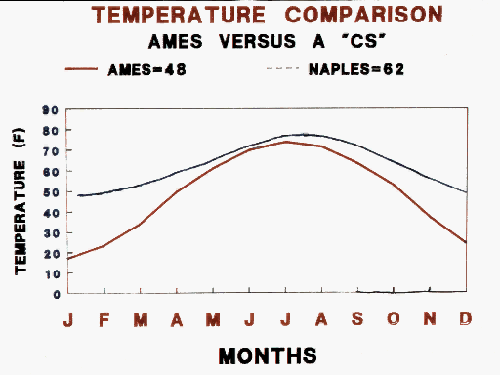 TEMPERATURE COMPARISON
AMES VERSUS A "CS"
AMES=48 NAPLES=62
90
80
70
60
50
40
30
20
10
0
TEMPERATURE (F)
J F M A M J J A S O N D
MONTHS